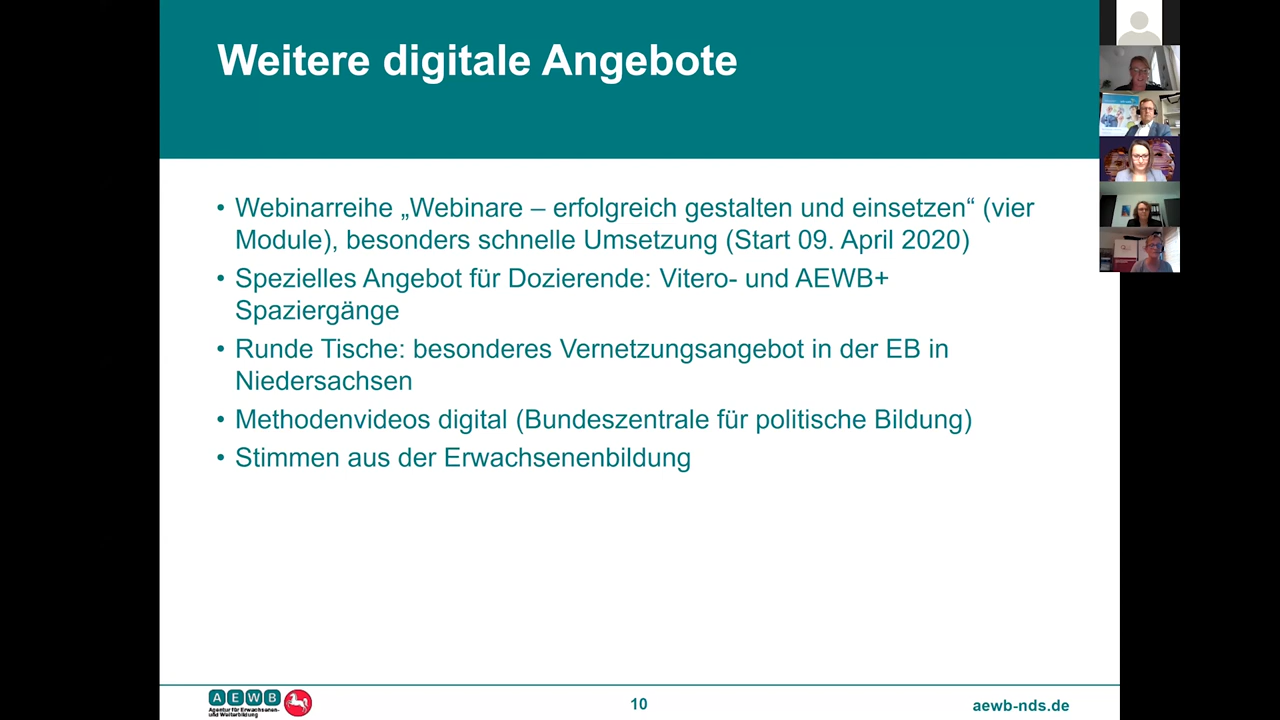 Weitere digitale Angebote
• Webinarreihe „Webinare – erfolgreich gestalten und einsetzen“ (vier
Module), besonders schnelle Umsetzung (Start 09. April 2020)
• Spezielles Angebot für Dozierende: Vitero- und AEWB+
Spaziergänge
• Runde Tische: besonderes Vernetzungsangebot in der EB in
Niedersachsen
• Methodenvideos digital (Bundeszentrale für politische Bildung)
• Stimmen aus der Erwachsenenbildung
AEWB
Agentur für Erwachsenen-
und Weiterbildung
10
aewb-nds.de